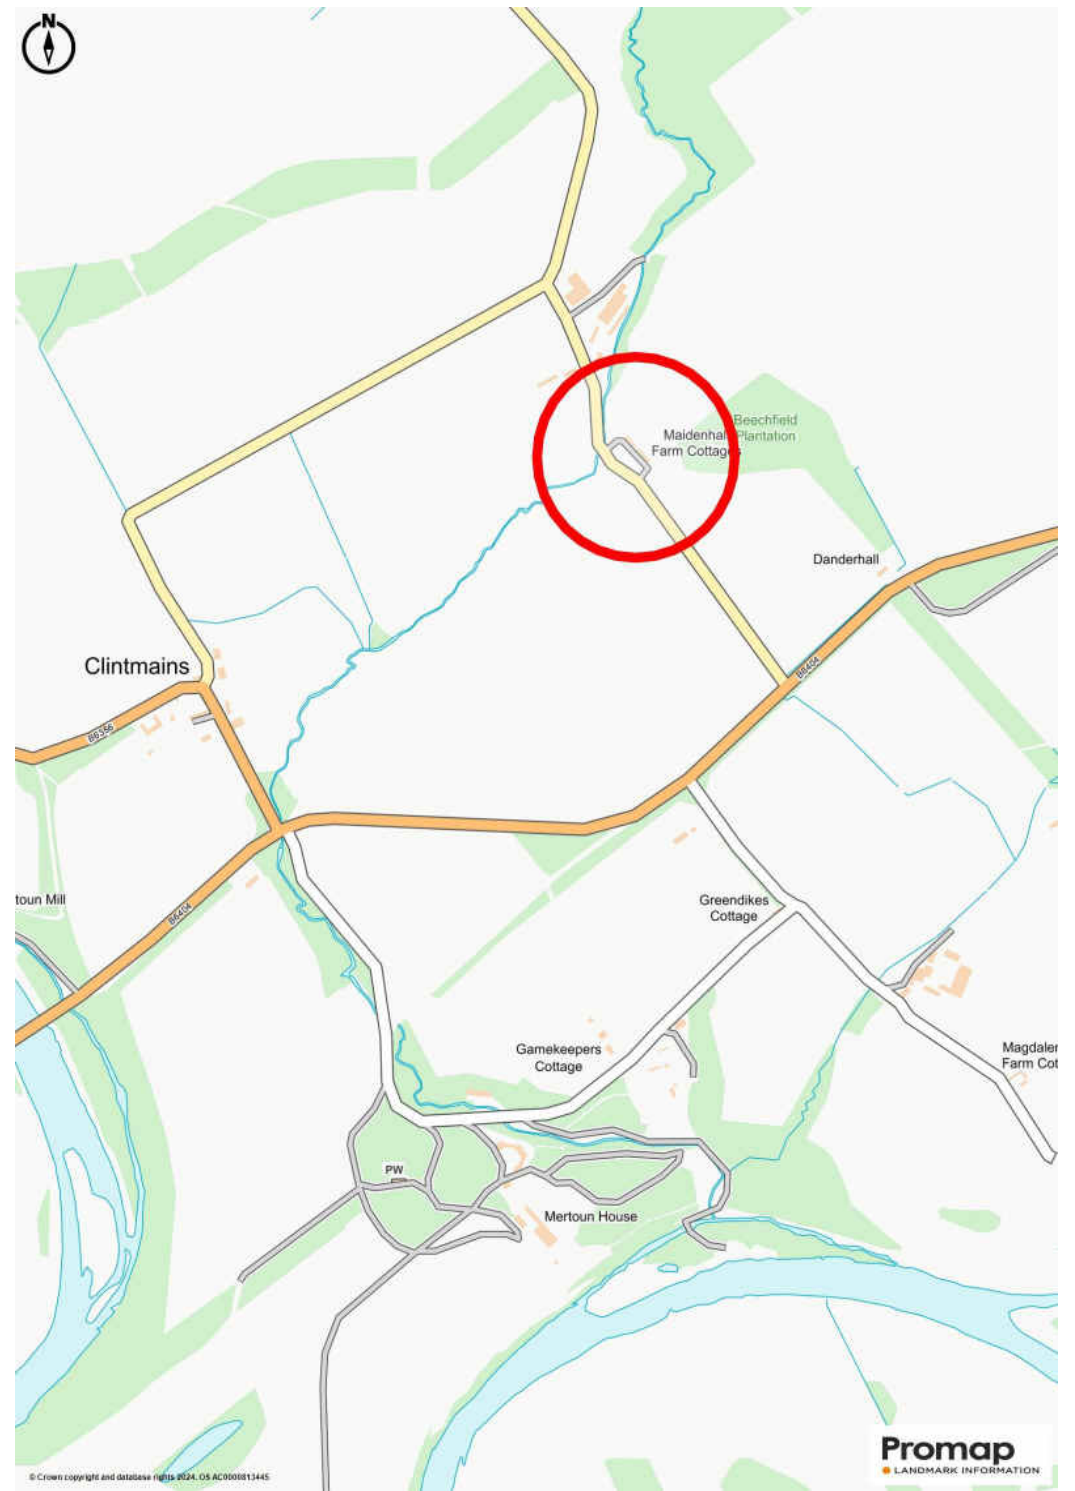 N
Beechfield
Plantation
Maidenhall
Farm Cottages
Danderhall
Clintmains
B6404
B6356
toun Mill
Greendikes
Cottage
B6404
Gamekeepers
Cottage
Magdalen
Farm Cot
PW
Mertoun House
Promap
LANDMARK INFORMATION
© Crown copyright and database rights 2024. OS AC0000813445